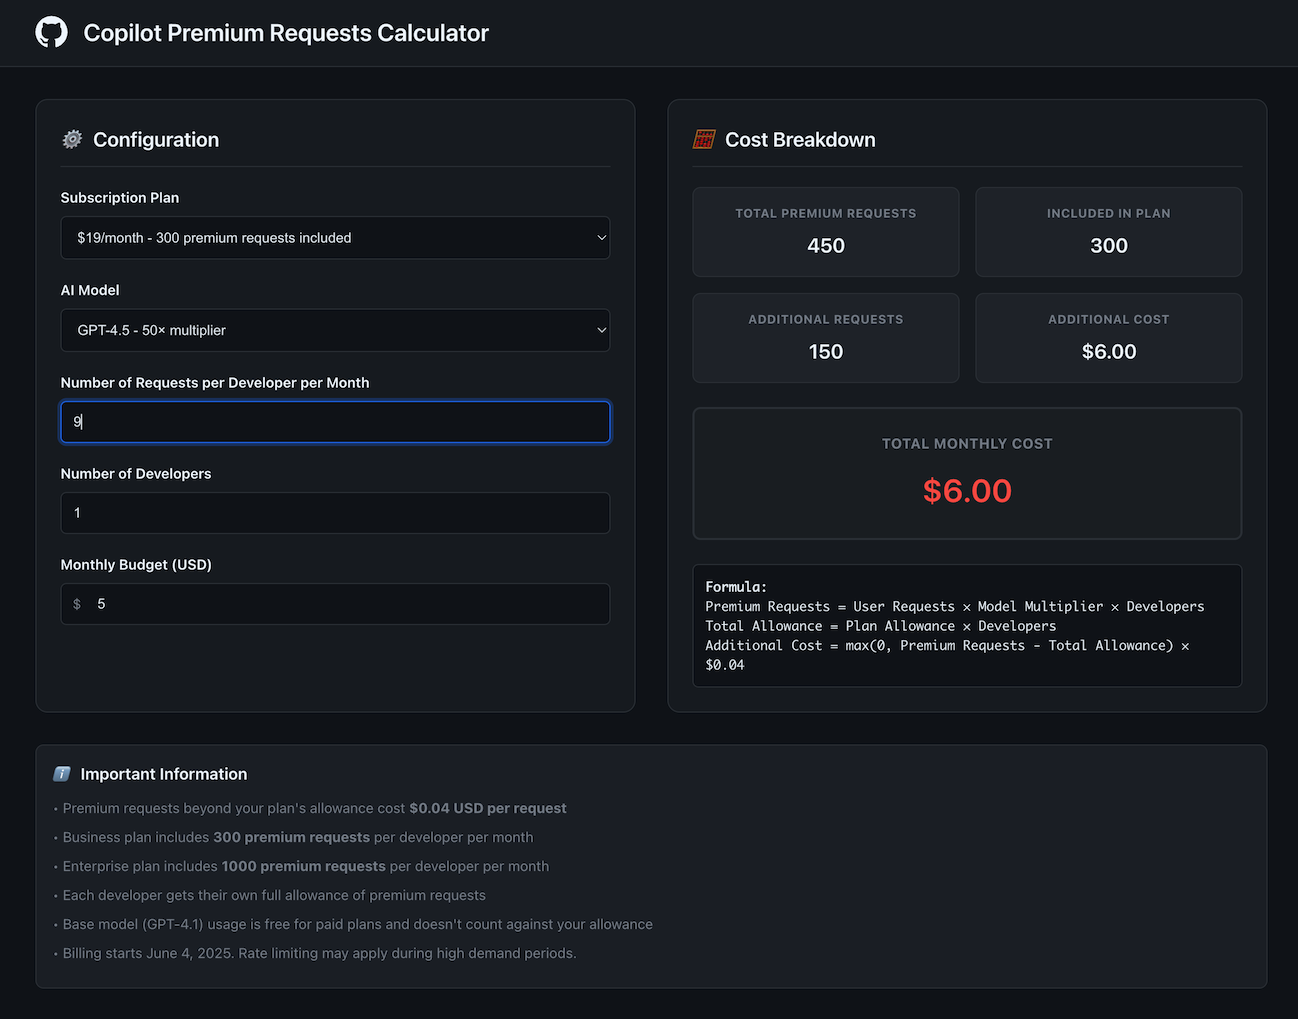 Copilot Premium Requests Calculator
Configuration
Subscription Plan
$19/month - 300 premium requests included
AI Model
GPT-4.5 - 50× multiplier
Number of Requests per Developer per Month
9
Number of Developers
1
Monthly Budget (USD)
$ 5
Cost Breakdown
TOTAL PREMIUM REQUESTS
450
INCLUDED IN PLAN
300
ADDITIONAL REQUESTS
150
ADDITIONAL COST
$6.00
TOTAL MONTHLY COST
$6.00
Formula:
Premium Requests = User Requests × Model Multiplier × Developers
Total Allowance = Plan Allowance × Developers
Additional Cost = max(0, Premium Requests - Total Allowance) ×
$0.04
Important Information
• Premium requests beyond your plan's allowance cost $0.04 USD per request
• Business plan includes 300 premium requests per developer per month
• Enterprise plan includes 1000 premium requests per developer per month
• Each developer gets their own full allowance of premium requests
• Base model (GPT-4.1) usage is free for paid plans and doesn't count against your allowance
• Billing starts June 4, 2025. Rate limiting may apply during high demand periods.